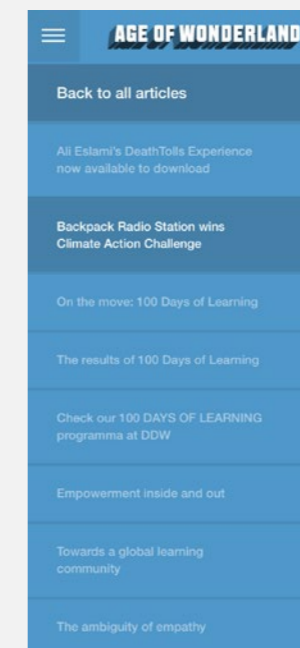 AGE OF WONDERLAND
Back to all articles
Ali Eslami's DeathTolls Experience
now available to download
Backpack Radio Station wins
Climate Action Challenge
On the move: 100 Days of Learning
The results of 100 Days of Learning
Check our 100 DAYS OF LEARNING
programma at DDW
Empowerment inside and out
Towards a global learning
community
The ambiguity of empathy